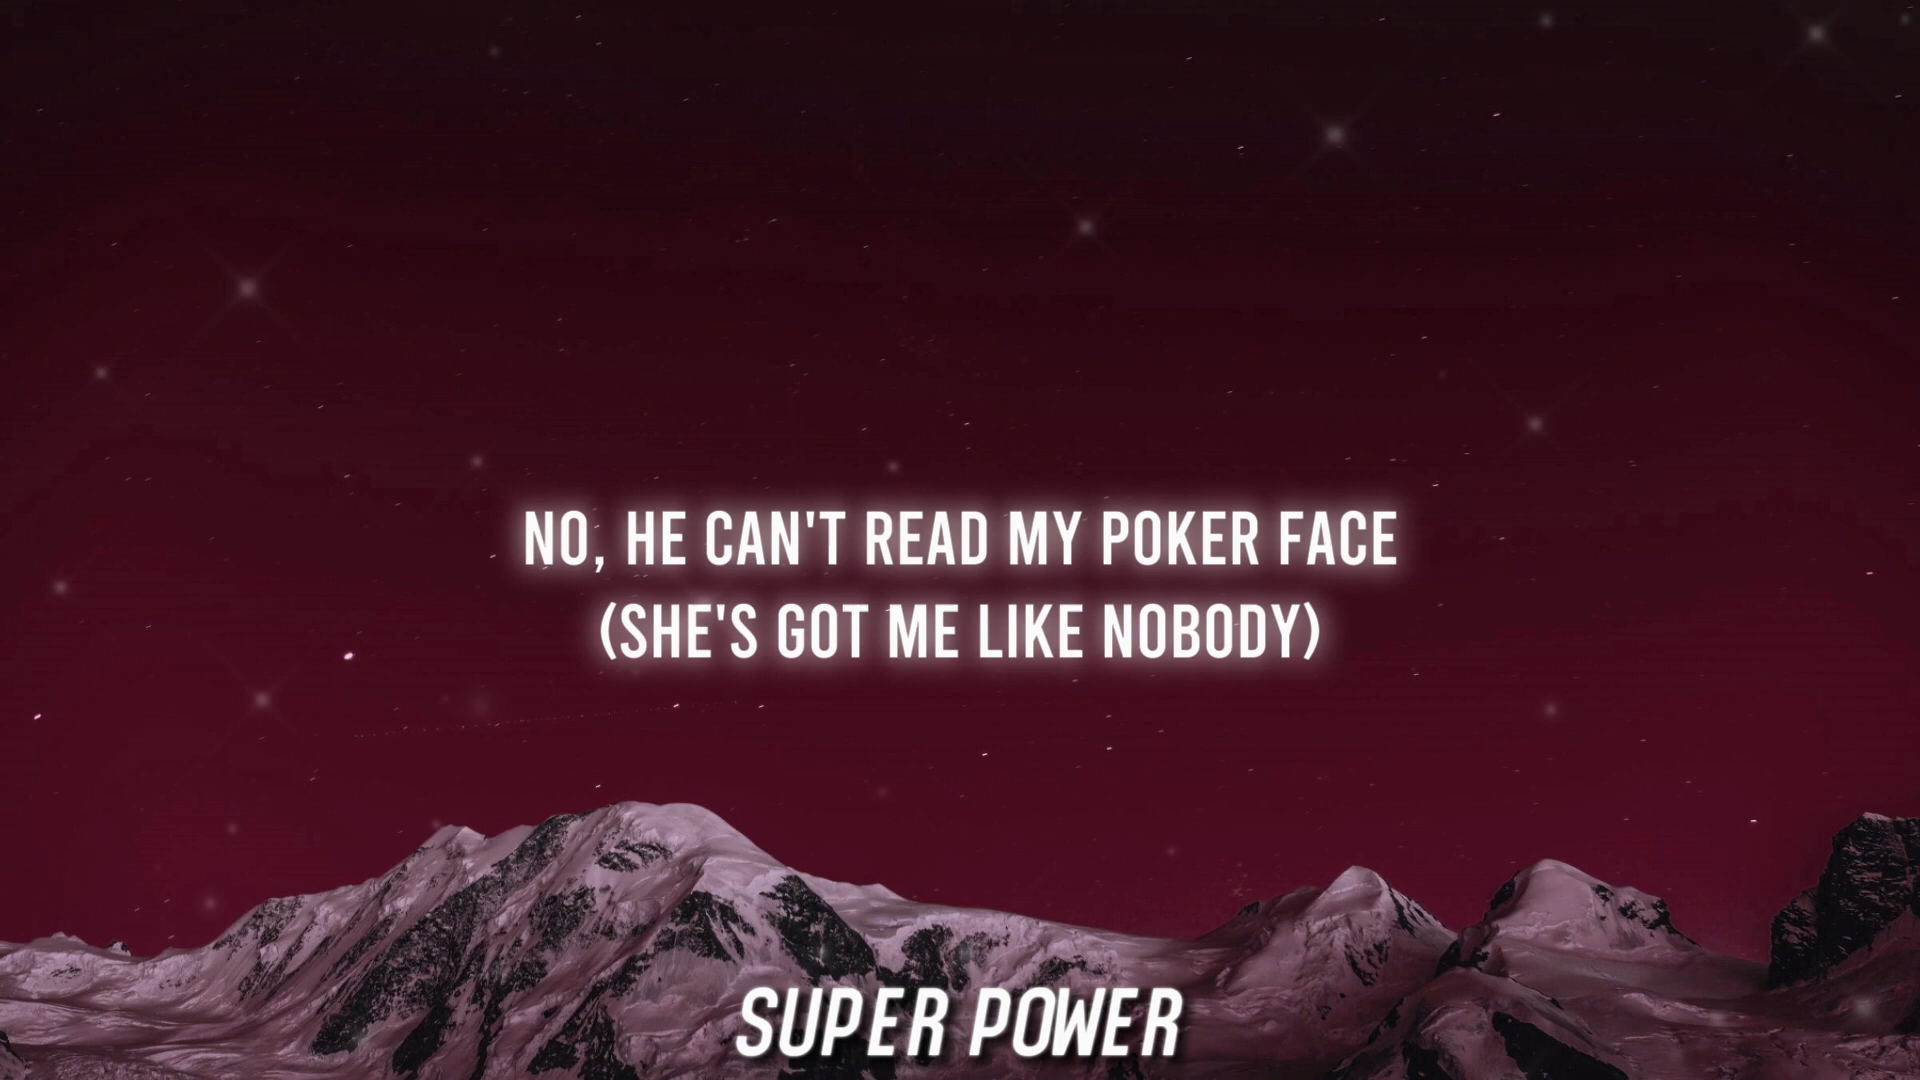 NO, HE CAN'T READ MY POKER FACE
(SHE'S GOT ME LIKE NOBODY)
SUPER POWER